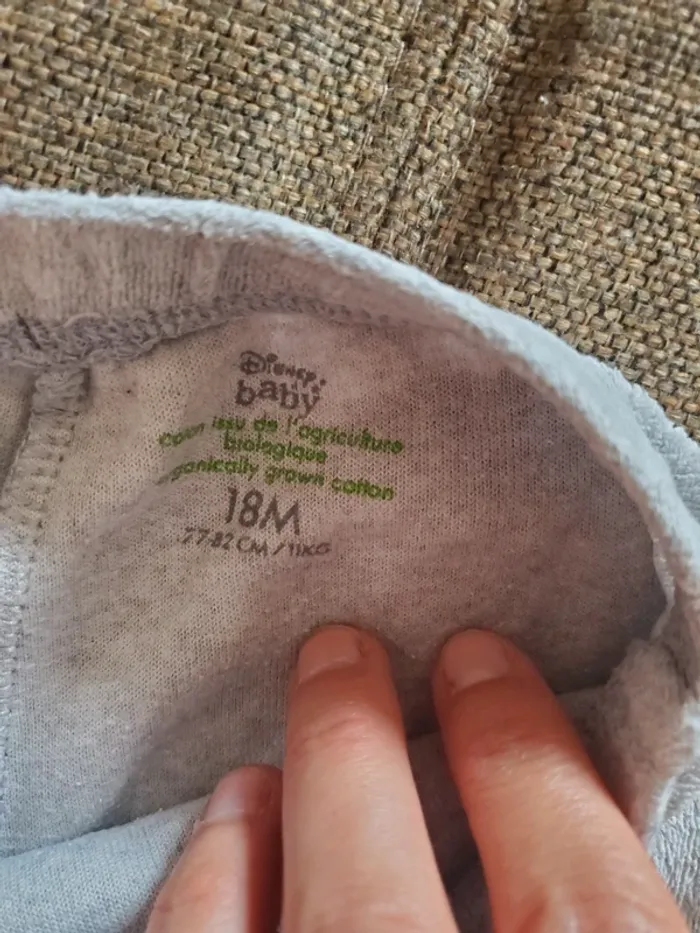 Disney
baby
coton issu de l'agriculture
biologique
organically grown cotton
18M
77-82 CM / 11KG